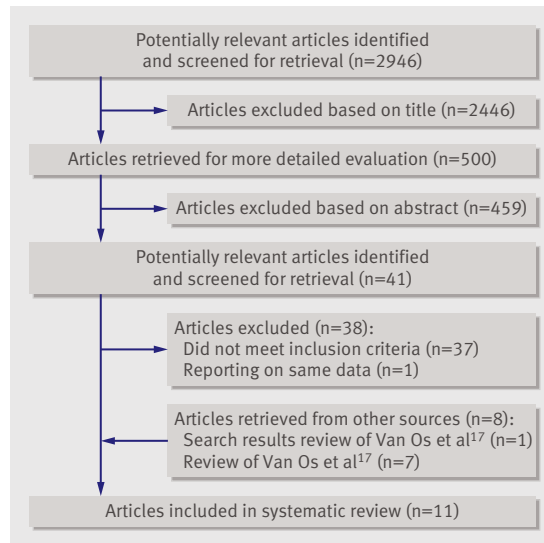 Potentially relevant articles identified
and screened for retrieval (n=2946)
Articles excluded based on title (n=2446)
Articles retrieved for more detailed evaluation (n=500)
Articles excluded based on abstract (n=459)
Potentially relevant articles identified
and screened for retrieval (n=41)
Articles excluded (n=38):
Did not meet inclusion criteria (n=37)
Reporting on same data (n=1)
Articles retrieved from other sources (n=8):
Search results review of Van Os et al¹⁷ (n=1)
Review of Van Os et al¹⁷ (n=7)
Articles included in systematic review (n=11)